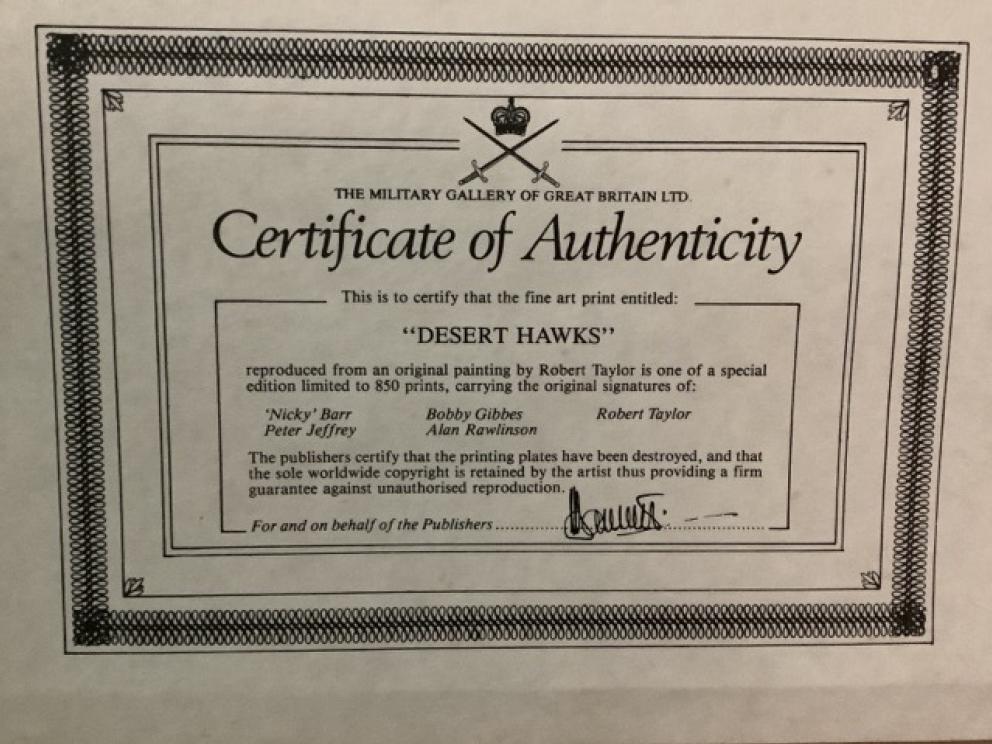 THE MILITARY GALLERY OF GREAT BRITAIN LTD.
Certificate of Authenticity
This is to certify that the fine art print entitled:
“DESERT HAWKS”
reproduced from an original painting by Robert Taylor is one of a special
edition limited to 850 prints, carrying the original signatures of:
‘Nicky’ Barr Bobby Gibbes Robert Taylor
Peter Jeffrey Alan Rawlinson
The publishers certify that the printing plates have been destroyed, and that
the sole worldwide copyright is retained by the artist thus providing a firm
guarantee against unauthorised reproduction.
For and on behalf of the Publishers